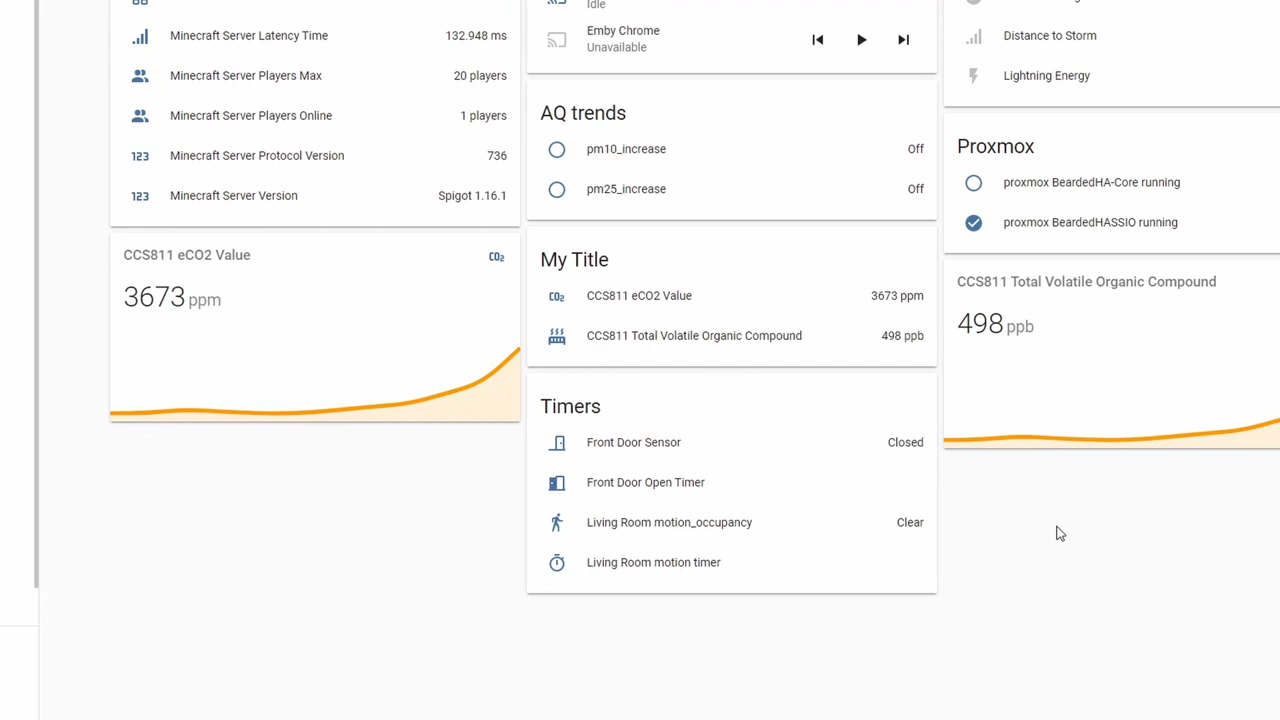 Minecraft Server Latency Time 132.948 ms
Minecraft Server Players Max 20 players
Minecraft Server Players Online 1 players
123 Minecraft Server Protocol Version 736
123 Minecraft Server Version Spigot 1.16.1
CCS811 eCO2 Value CO₂
3673 ppm
Idle
Emby Chrome
Unavailable
AQ trends
pm10_increase Off
pm25_increase Off
My Title
CO₂ CCS811 eCO2 Value 3673 ppm
CCS811 Total Volatile Organic Compound 498 ppb
Timers
Front Door Sensor Closed
Front Door Open Timer
Living Room motion_occupancy Clear
Living Room motion timer
Distance to Storm
Lightning Energy
Proxmox
proxmox BeardedHA-Core running
proxmox BeardedHASSIO running
CCS811 Total Volatile Organic Compound
498 ppb